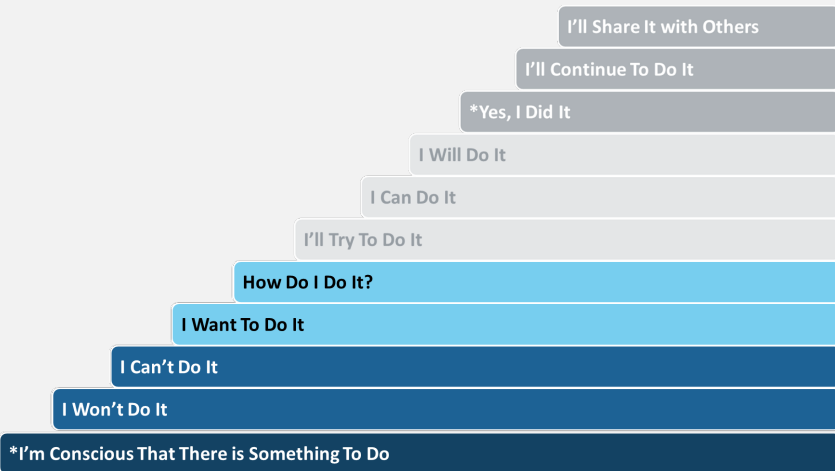 I’ll Share It with Others
I’ll Continue To Do It
*Yes, I Did It
I Will Do It
I Can Do It
I’ll Try To Do It
How Do I Do It?
I Want To Do It
I Can’t Do It
I Won’t Do It
*I’m Conscious That There is Something To Do